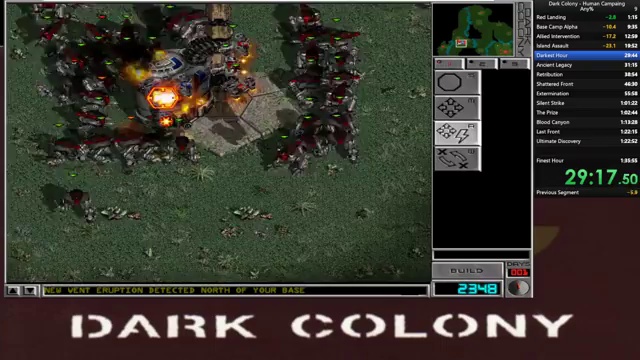 Dark Colony - Human Campaing
Any% 9
Red Landing -2.8 1:15
Base Camp Alpha -10.4 9:35
Allied Intervention -17.2 12:59
Island Assault -23.1 19:52
Darkest Hour 29:44
Ancient Legacy 31:15
Retribution 38:54
Shattered Front 46:30
Extermination 55:58
Silent Strike 1:01:22
The Prize 1:02:44
Blood Canyon 1:13:28
Last Front 1:22:15
Ultimate Discovery 1:22:52
Finest Hour 1:35:55
29:17.50
Previous Segment -5.9
BUILD
DAYS
001
2348
NEW VENT ERUPTION DETECTED NORTH OF YOUR BASE
DARK COLONY